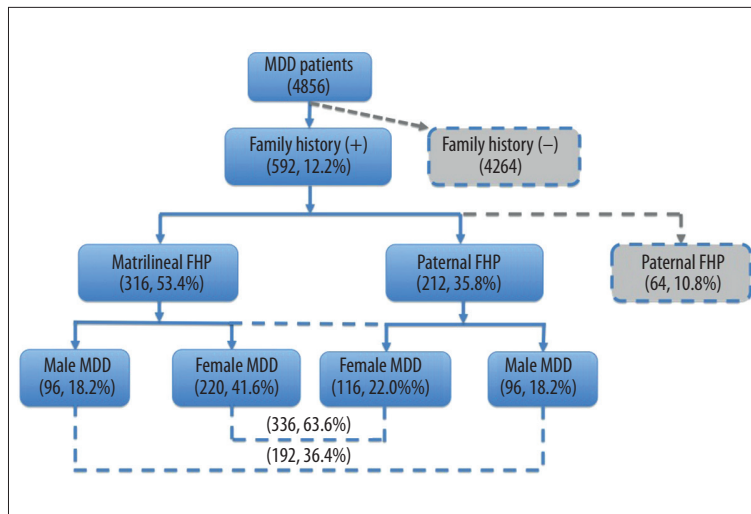 MDD patients
(4856)
Family history (+)
(592, 12.2%)
Family history (–)
(4264)
Matrilineal FHP
(316, 53.4%)
Paternal FHP
(212, 35.8%)
Paternal FHP
(64, 10.8%)
Male MDD
(96, 18.2%)
Female MDD
(220, 41.6%)
Female MDD
(116, 22.0%%)
Male MDD
(96, 18.2%)
(336, 63.6%)
(192, 36.4%)